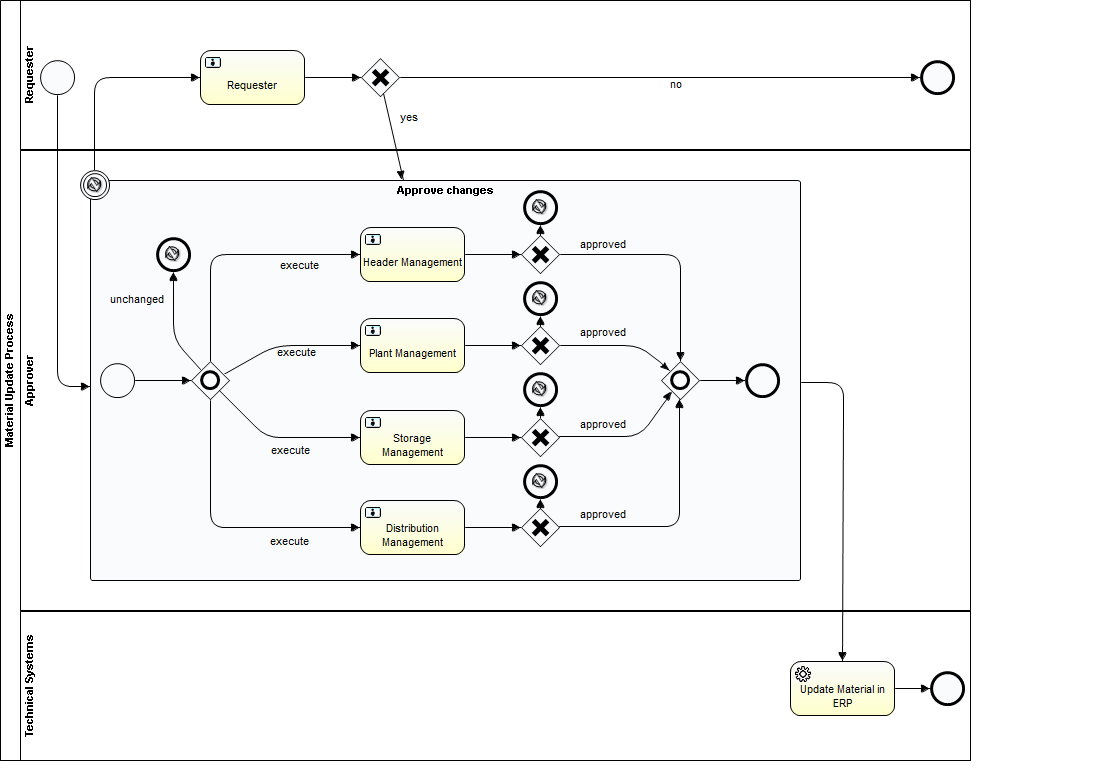 Material Update Process
Requester
Requester
no
yes
Approver
Approve changes
unchanged
execute
Header Management
approved
execute
Plant Management
approved
execute
Storage
Management
approved
execute
Distribution
Management
approved
Technical Systems
Update Material in
ERP